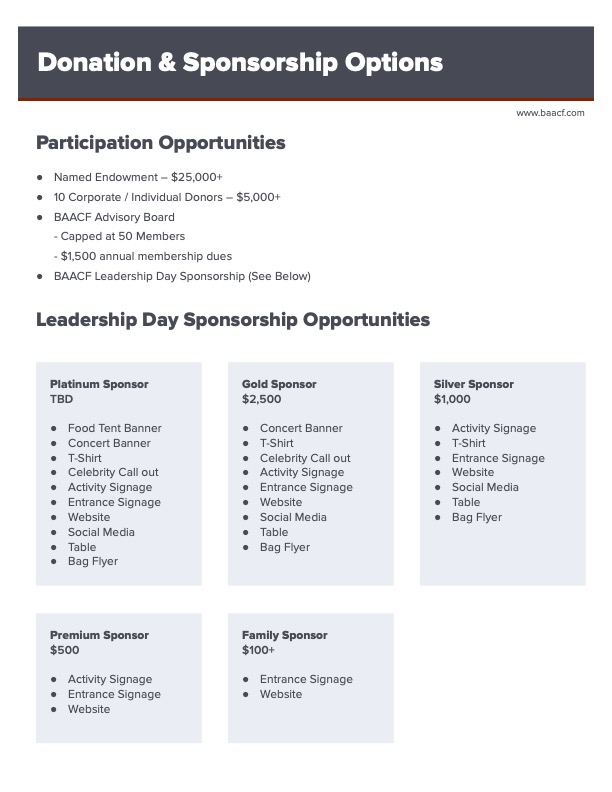 Donation & Sponsorship Options
www.baacf.com
Participation Opportunities
● Named Endowment – $25,000+
● 10 Corporate / Individual Donors – $5,000+
● BAACF Advisory Board
- Capped at 50 Members
- $1,500 annual membership dues
● BAACF Leadership Day Sponsorship (See Below)
Leadership Day Sponsorship Opportunities
Platinum Sponsor
TBD
● Food Tent Banner
● Concert Banner
● T-Shirt
● Celebrity Call out
● Activity Signage
● Entrance Signage
● Website
● Social Media
● Table
● Bag Flyer
Gold Sponsor
$2,500
● Concert Banner
● T-Shirt
● Celebrity Call out
● Activity Signage
● Entrance Signage
● Website
● Social Media
● Table
● Bag Flyer
Silver Sponsor
$1,000
● Activity Signage
● T-Shirt
● Entrance Signage
● Website
● Social Media
● Table
● Bag Flyer
Premium Sponsor
$500
● Activity Signage
● Entrance Signage
● Website
Family Sponsor
$100+
● Entrance Signage
● Website